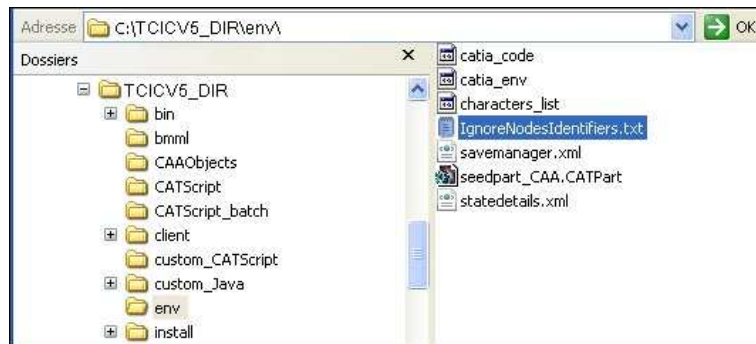 Adresse C:\TCICV5_DIR\env\ OK
Dossiers
TCICV5_DIR
bin
bmml
CAAObjects
CATScript
CATScript_batch
client
custom_CATScript
custom_Java
env
install
catia_code
catia_env
characters_list
IgnoreNodesIdentifiers.txt
savemanager.xml
seedpart_CAA.CATPart
statedetails.xml